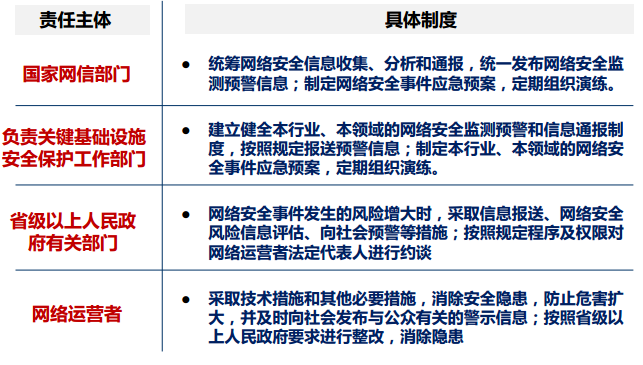 责任主体
具体制度
国家网信部门
● 统筹网络安全信息收集、分析和通报，统一发布网络安全监
测预警信息；制定网络安全事件应急预案，定期组织演练。
负责关键基础设施
安全保护工作部门
● 建立健全本行业、本领域的网络安全监测预警和信息通报制
度，按照规定报送预警信息；制定本行业、本领域的网络安
全事件应急预案，定期组织演练。
省级以上人民政
府有关部门
● 网络安全事件发生的风险增大时，采取信息报送、网络安全
风险信息评估、向社会预警等措施；按照规定程序及权限对
网络运营者法定代表人进行约谈
网络运营者
● 采取技术措施和其他必要措施，消除安全隐患，防止危害扩
大，并及时向社会发布与公众有关的警示信息；按照省级以
上人民政府要求进行整改，消除隐患